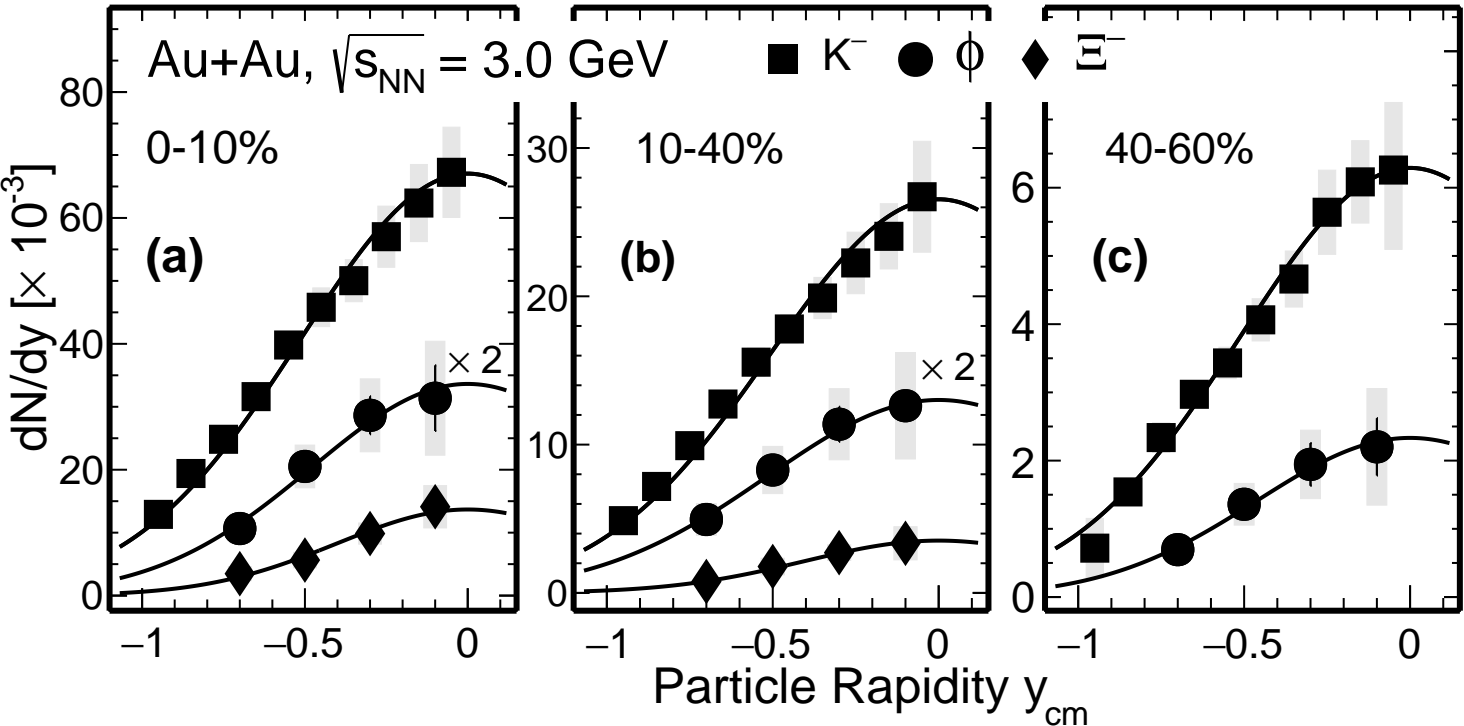 Au+Au, √sNN = 3.0 GeV K⁻ ϕ Ξ⁻
0-10%
10-40%
40-60%
(a)
(b)
(c)
× 2
× 2
dN/dy [× 10⁻³]
80
60
40
20
0
30
20
10
0
6
4
2
0
−1 −0.5 0
−1 −0.5 0
−1 −0.5 0
Particle Rapidity ycm